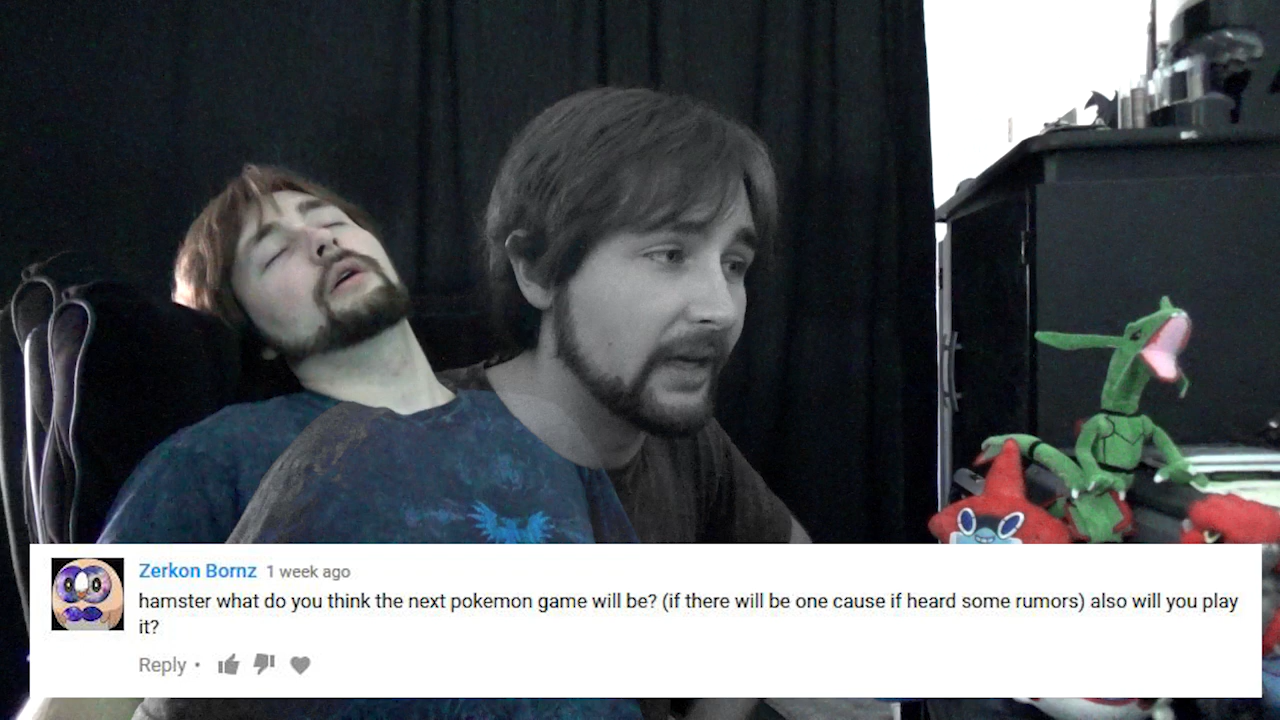 Zerkon Bornz 1 week ago
hamster what do you think the next pokemon game will be? (if there will be one cause if heard some rumors) also will you play
it?
Reply •